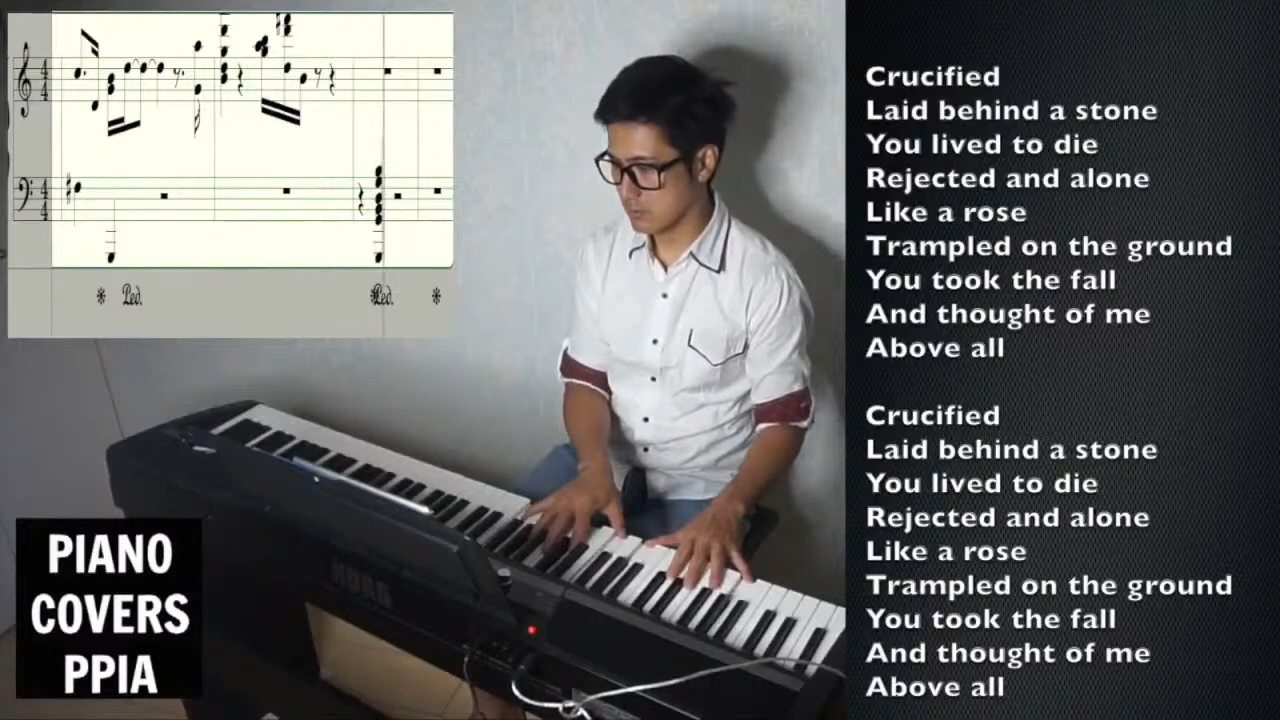 Crucified
Laid behind a stone
You lived to die
Rejected and alone
Like a rose
Trampled on the ground
You took the fall
And thought of me
Above all
Crucified
Laid behind a stone
You lived to die
Rejected and alone
Like a rose
Trampled on the ground
You took the fall
And thought of me
Above all
PIANO
COVERS
PPIA
KORG